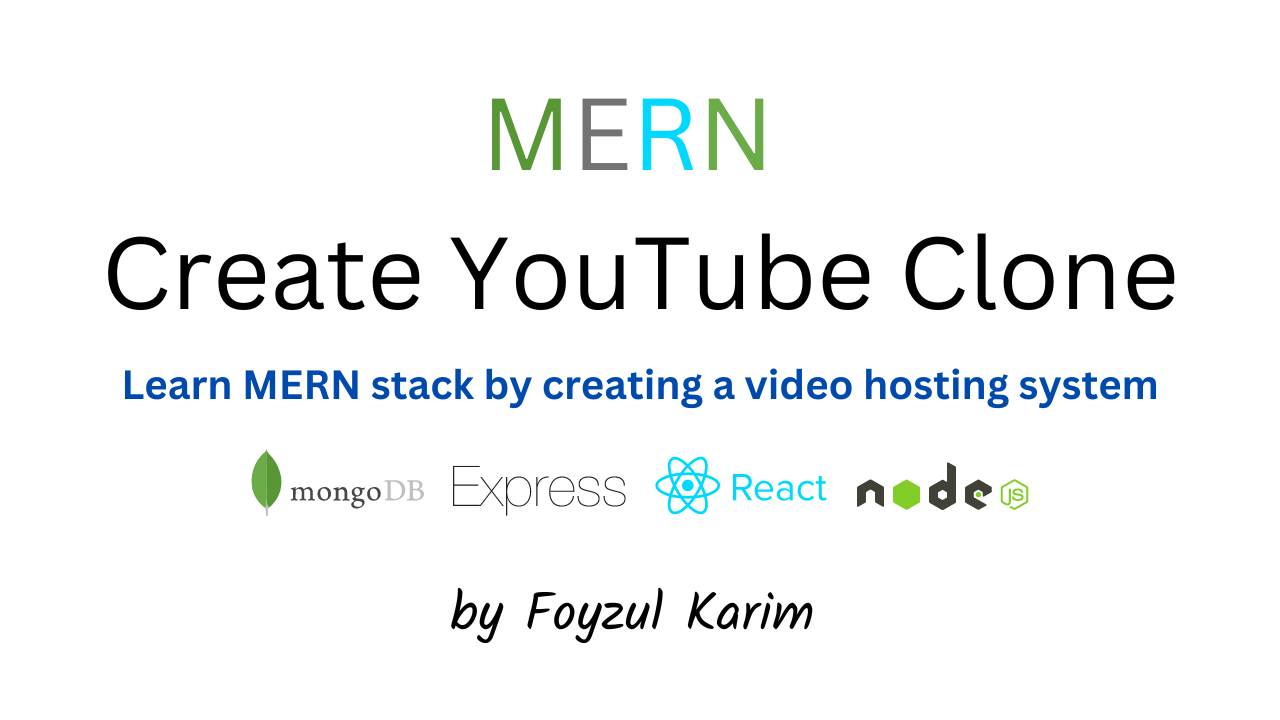 MERN
Create YouTube Clone
Learn MERN stack by creating a video hosting system
mongoDB Express React node JS
by Foyzul Karim